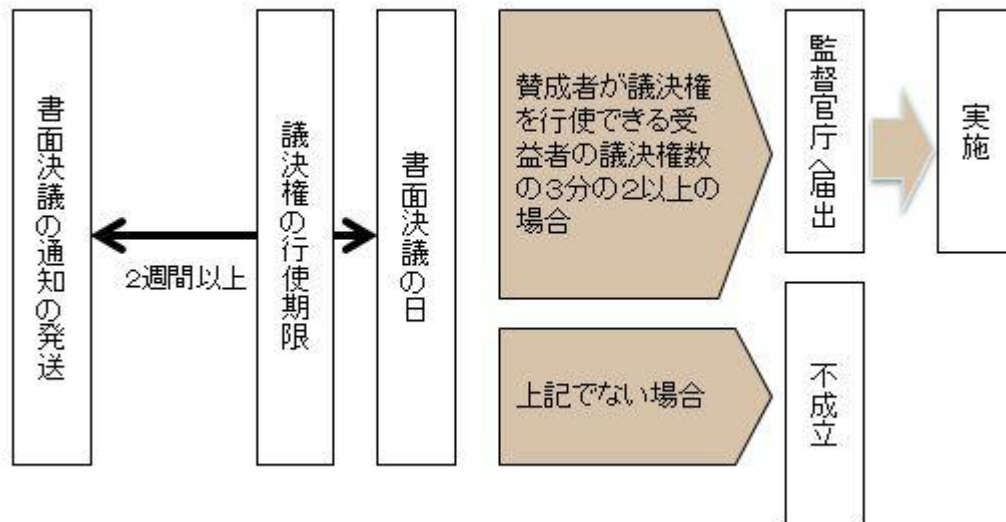 書面決議の通知の発送
2週間以上
議決権の行使期限
書面決議の日
賛成者が議決権
を行使できる受
益者の議決権数
の3分の2以上の
場合
監督官庁へ届出
実施
上記でない場合
不成立